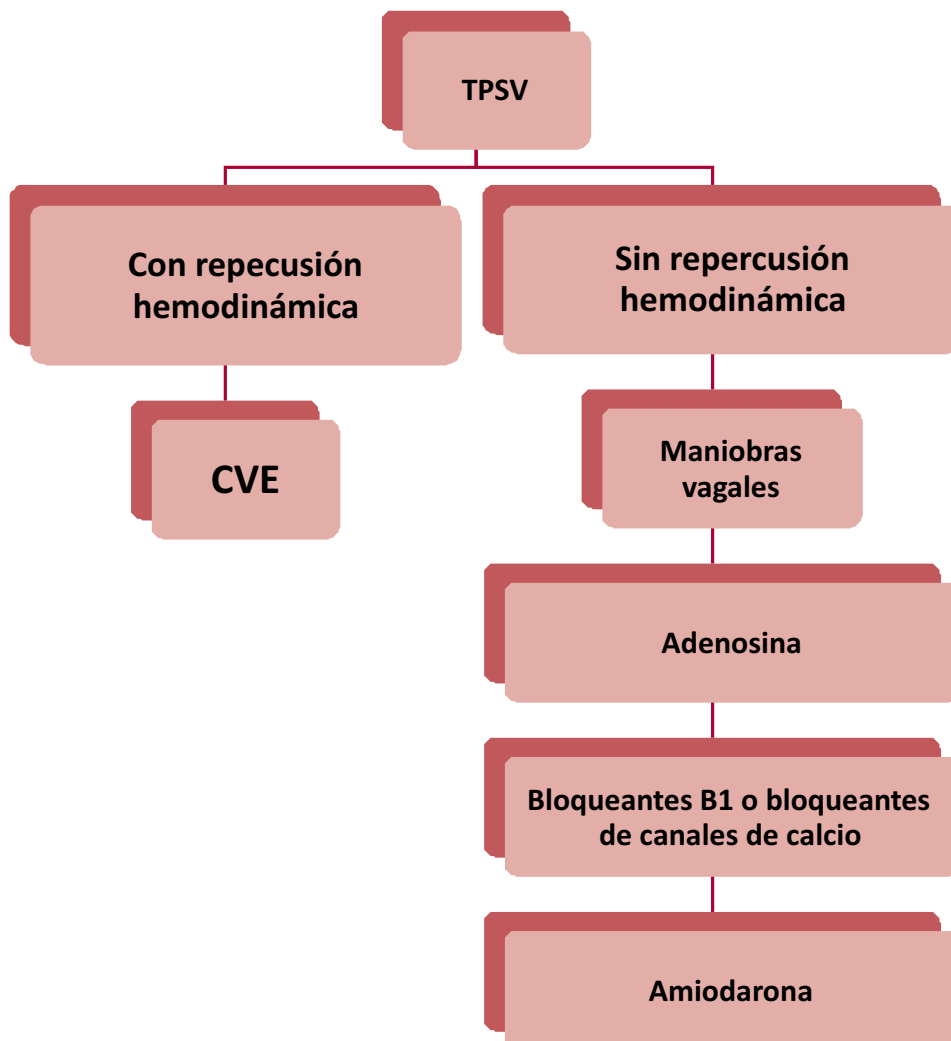 TPSV
Con repecusión
hemodinámica
Sin repercusión
hemodinámica
CVE
Maniobras
vagales
Adenosina
Bloqueantes B1 o bloqueantes
de canales de calcio
Amiodarona